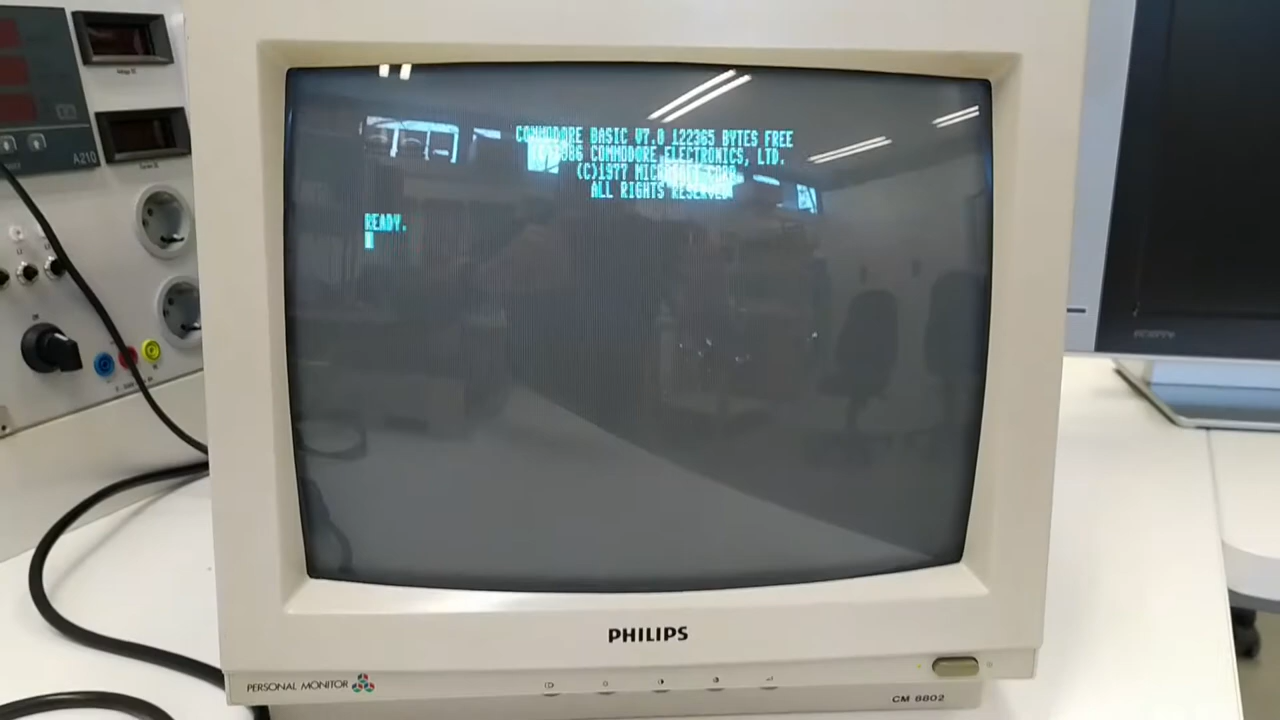 A210
COMMODORE BASIC V7.0 122365 BYTES FREE
(C)1986 COMMODORE ELECTRONICS, LTD.
(C)1977 MICROSOFT CORP.
ALL RIGHTS RESERVED
READY.
PHILIPS
PERSONAL MONITOR
CM 8802